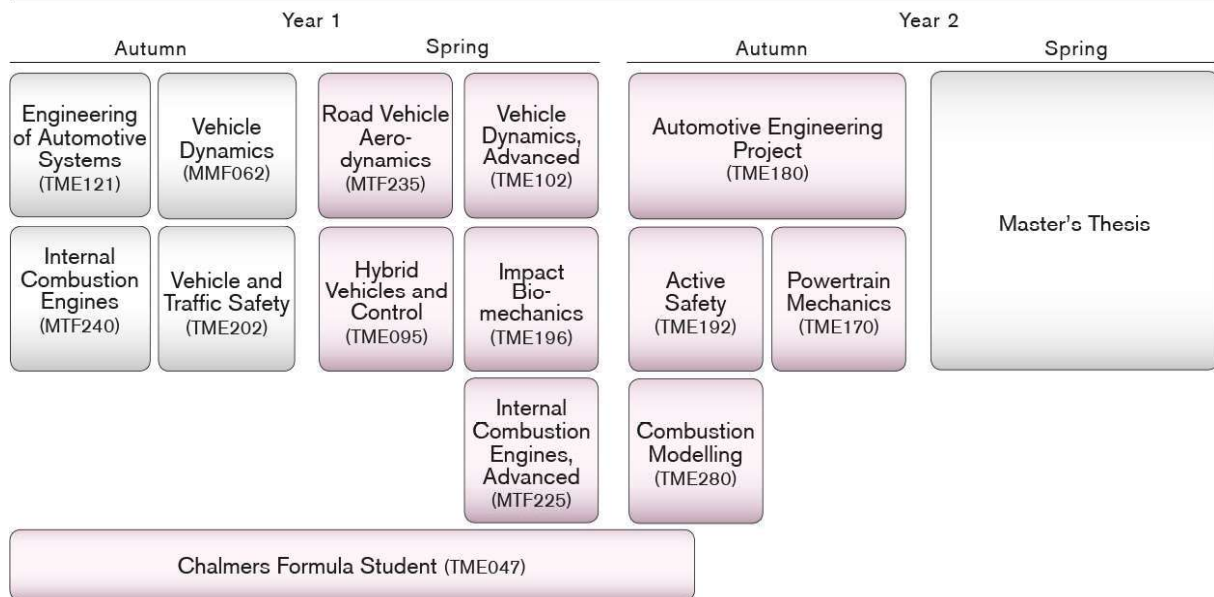 Year 1
Year 2
Autumn
Spring
Autumn
Spring
Engineering
of Automotive
Systems
(TME121)
Vehicle
Dynamics
(MMF062)
Road Vehicle
Aero-
dynamics
(MTF235)
Vehicle
Dynamics,
Advanced
(TME102)
Automotive Engineering
Project
(TME180)
Master's Thesis
Internal
Combustion
Engines
(MTF240)
Vehicle and
Traffic Safety
(TME202)
Hybrid
Vehicles and
Control
(TME095)
Impact
Bio-
mechanics
(TME196)
Active
Safety
(TME192)
Powertrain
Mechanics
(TME170)
Internal
Combustion
Engines,
Advanced
(MTF225)
Combustion
Modelling
(TME280)
Chalmers Formula Student (TME047)